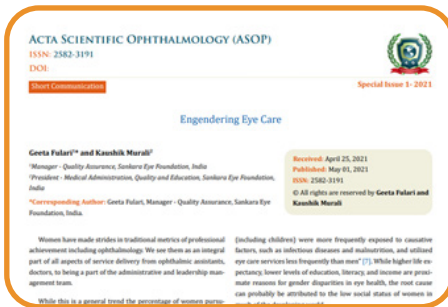 ACTA SCIENTIFIC OPHTHALMOLOGY (ASOP)
ISSN: 2582-3191
DOI:
Short Communication
Special Issue 1- 2021
Engendering Eye Care
Geeta Fulari¹* and Kaushik Murali²
¹Manager - Quality Assurance, Sankara Eye Foundation, India
²President - Medical Administration, Quality and Education, Sankara Eye Foundation,
India
*Corresponding Author: Geeta Fulari, Manager - Quality Assurance, Sankara Eye
Foundation, India.
Received: April 25, 2021
Published: May 01, 2021
ISSN: 2582-3191
© All rights are reserved by Geeta Fulari and
Kaushik Murali
Women have made strides in traditional metrics of professional
achievement including ophthalmology. We see them as an integral
part of all aspects of service delivery from ophthalmic assistants,
doctors, to being a part of the administrative and leadership man-
agement team.
While this is a general trend the percentage of women pursu-
(including children) were more frequently exposed to causative
factors, such as infectious diseases and malnutrition, and utilized
eye care services less frequently than men" [7]. While higher life ex-
pectancy, lower levels of education, literacy, and income are proxi-
mate reasons for gender disparities in eye health, the root cause
can probably be attributed to the low social status of women in